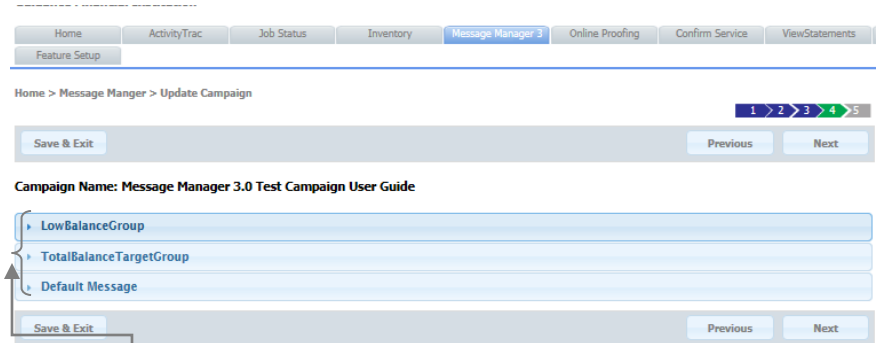 Home ActivityTrac Job Status Inventory Message Manager 3 Online Proofing Confirm Service ViewStatements
Feature Setup
Home > Message Manger > Update Campaign
1 2 3 4 5
Save & Exit Previous Next
Campaign Name: Message Manager 3.0 Test Campaign User Guide
LowBalanceGroup
TotalBalanceTargetGroup
Default Message
Save & Exit Previous Next